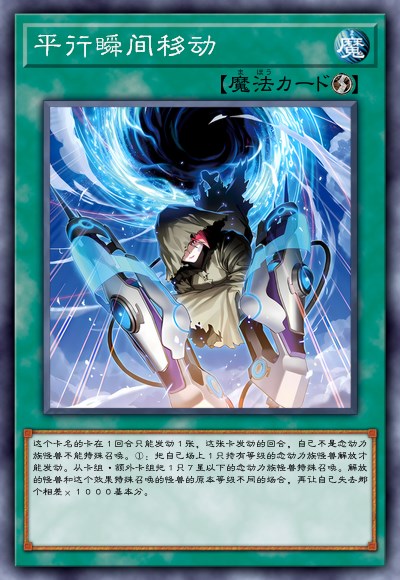 平行瞬间移动
魔
【魔法カード】
まほう
这个卡名的卡在1回合只能发动1张，这张卡发动的回合，自己不是念动力
族怪兽不能特殊召唤。①：把自己场上1只持有等级的念动力族怪兽解放才
能发动。从卡组·额外卡组把1只7星以下的念动力族怪兽特殊召唤。解放
的怪兽和这个效果特殊召唤的怪兽的原本等级不同的场合，再让自己失去那
个相差×1000基本分。